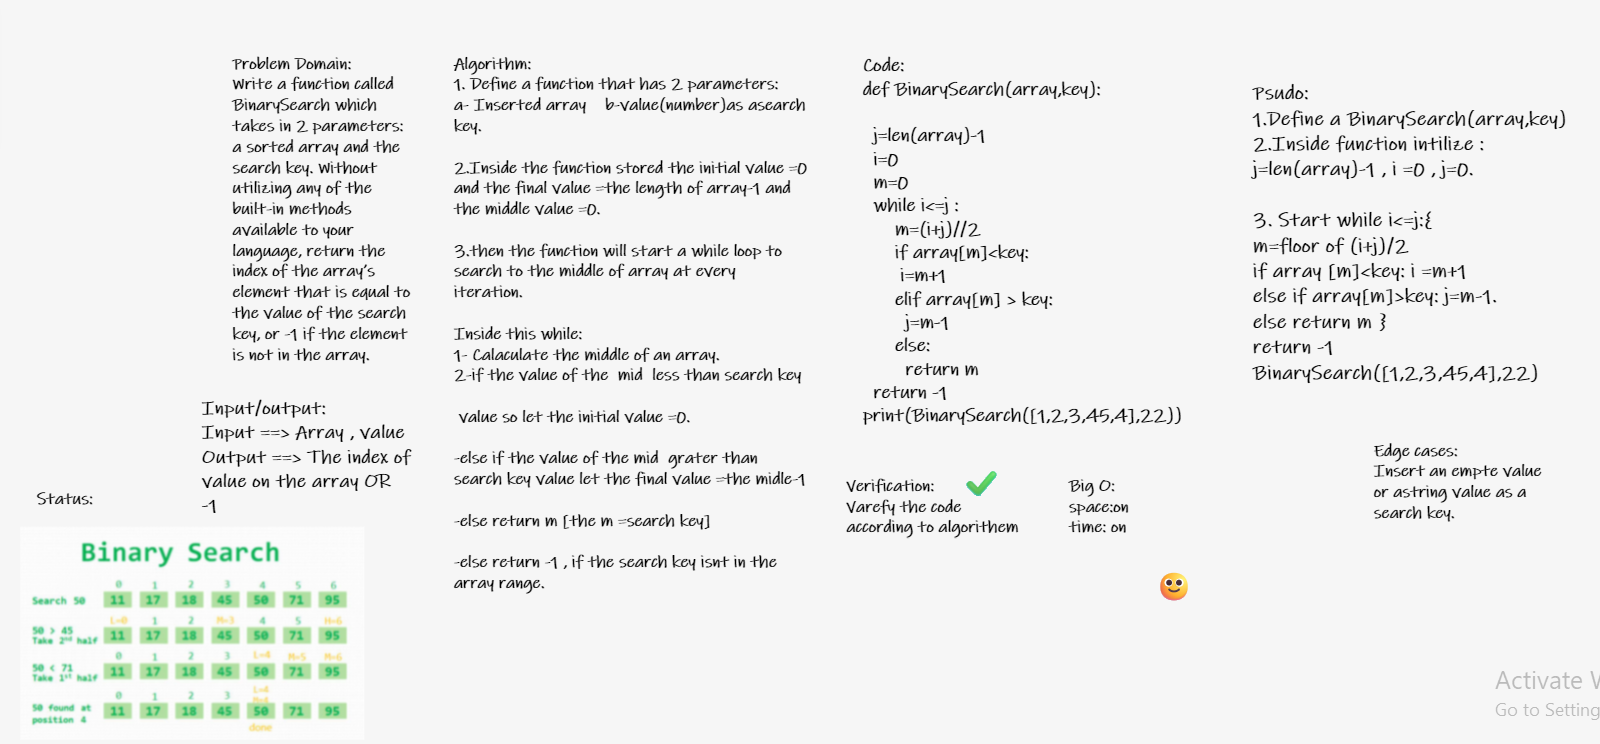 Problem Domain:
Write a function called
BinarySearch which
takes in 2 parameters:
a sorted array and the
search key. Without
utilizing any of the
built-in methods
available to your
language, return the
index of the array's
element that is equal to
the value of the search
key, or -1 if the element
is not in the array.
Input/output:
Input ==> Array , value
Output ==> The index of
value on the array OR
-1
Status:
Binary Search
0 1 2 3 4 5 6
Search 50 11 17 18 45 50 71 95
L=0 1 2 M=3 4 5 H=6
50 > 45
Take 2nd half 11 17 18 45 50 71 95
0 1 2 3 L=4 M=5 M=6
50 < 71
Take 1st half 11 17 18 45 50 71 95
0 1 2 3 L=4
50 found at
position 4 11 17 18 45 50 71 95
done
Algorithm:
1. Define a function that has 2 parameters:
a- Inserted array b-value(number)as asearch
key.
2.Inside the function stored the initial value =0
and the final value =the length of array-1 and
the middle value =0.
3.then the function will start a while loop to
search to the middle of array at every
iteration.
Inside this while:
1- Calaculate the middle of an array.
2-if the value of the mid less than search key
value so let the initial value =0.
-else if the value of the mid grater than
search key value let the final value =the midle-1
-else return m [the m =search key]
-else return -1 , if the search key isnt in the
array range.
Code:
def BinarySearch(array,key):
j=len(array)-1
i=0
m=0
while i<=j :
m=(i+j)//2
if array[m]<key:
i=m+1
elif array[m] > key:
j=m-1
else:
return m
return -1
print(BinarySearch([1,2,3,45,4],22))
Verification:
Varefy the code
according to algorithem
Big O:
space:on
time: on
Psudo:
1.Define a BinarySearch(array,key)
2.Inside function intilize :
j=len(array)-1 , i =0 , j=0.
3. Start while i<=j:{
m=floor of (i+j)/2
if array [m]<key: i =m+1
else if array[m]>key: j=m-1.
else return m }
return -1
BinarySearch([1,2,3,45,4],22)
Edge cases:
Insert an empte value
or astring value as a
search key.
Activate
Go to Setting